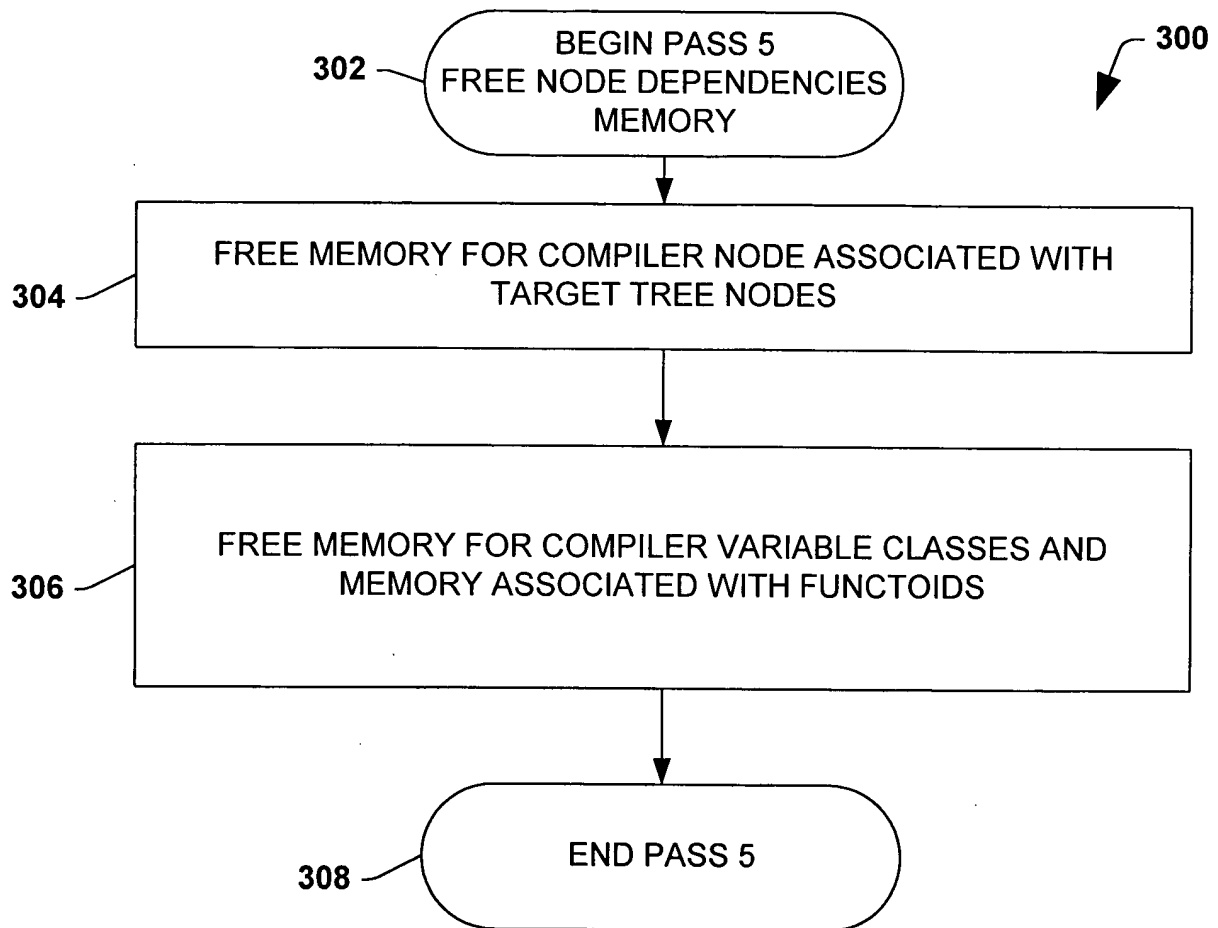 BEGIN PASS 5
FREE NODE DEPENDENCIES
MEMORY
300
302
FREE MEMORY FOR COMPILER NODE ASSOCIATED WITH
TARGET TREE NODES
304
FREE MEMORY FOR COMPILER VARIABLE CLASSES AND
MEMORY ASSOCIATED WITH FUNCTOIDS
306
END PASS 5
308